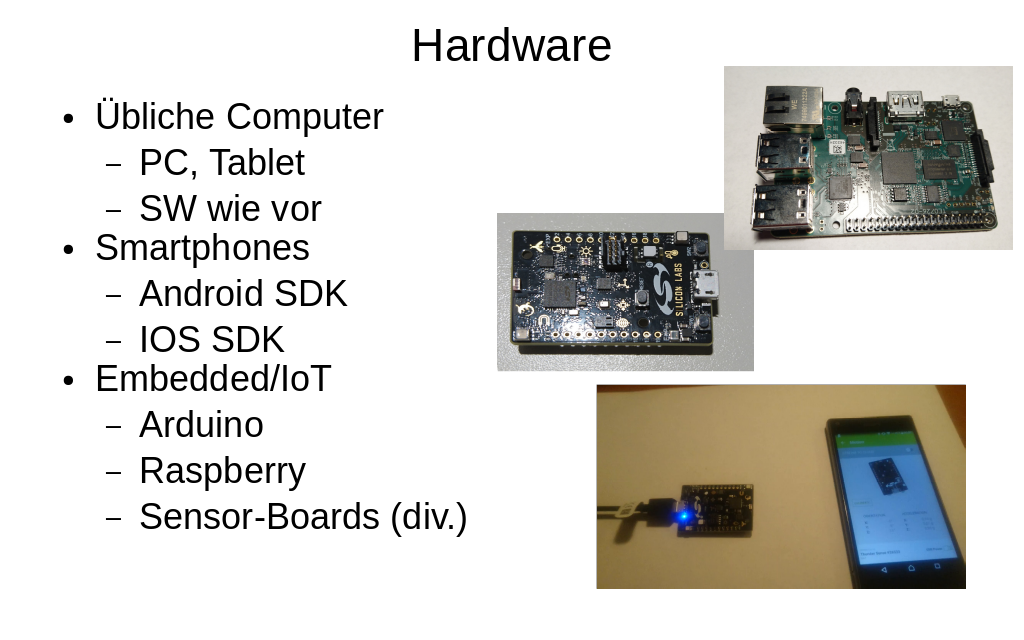 Hardware
• Übliche Computer
– PC, Tablet
– SW wie vor
• Smartphones
– Android SDK
– IOS SDK
• Embedded/IoT
– Arduino
– Raspberry
– Sensor-Boards (div.)
SILICON LABS